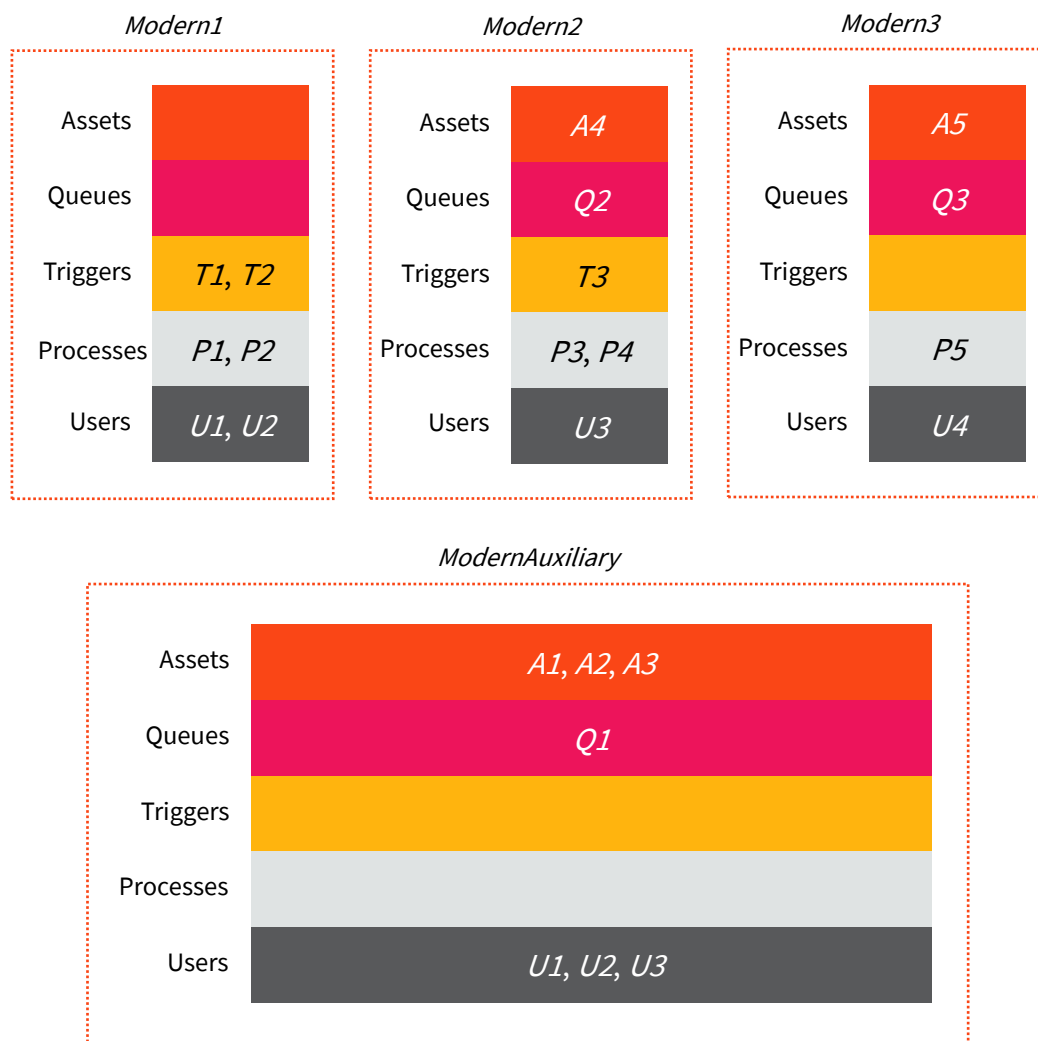 Modern1
Modern2
Modern3
Assets
Queues
Triggers T1, T2
Processes P1, P2
Users U1, U2
Assets A4
Queues Q2
Triggers T3
Processes P3, P4
Users U3
Assets A5
Queues Q3
Triggers
Processes P5
Users U4
ModernAuxiliary
Assets A1, A2, A3
Queues Q1
Triggers
Processes
Users U1, U2, U3